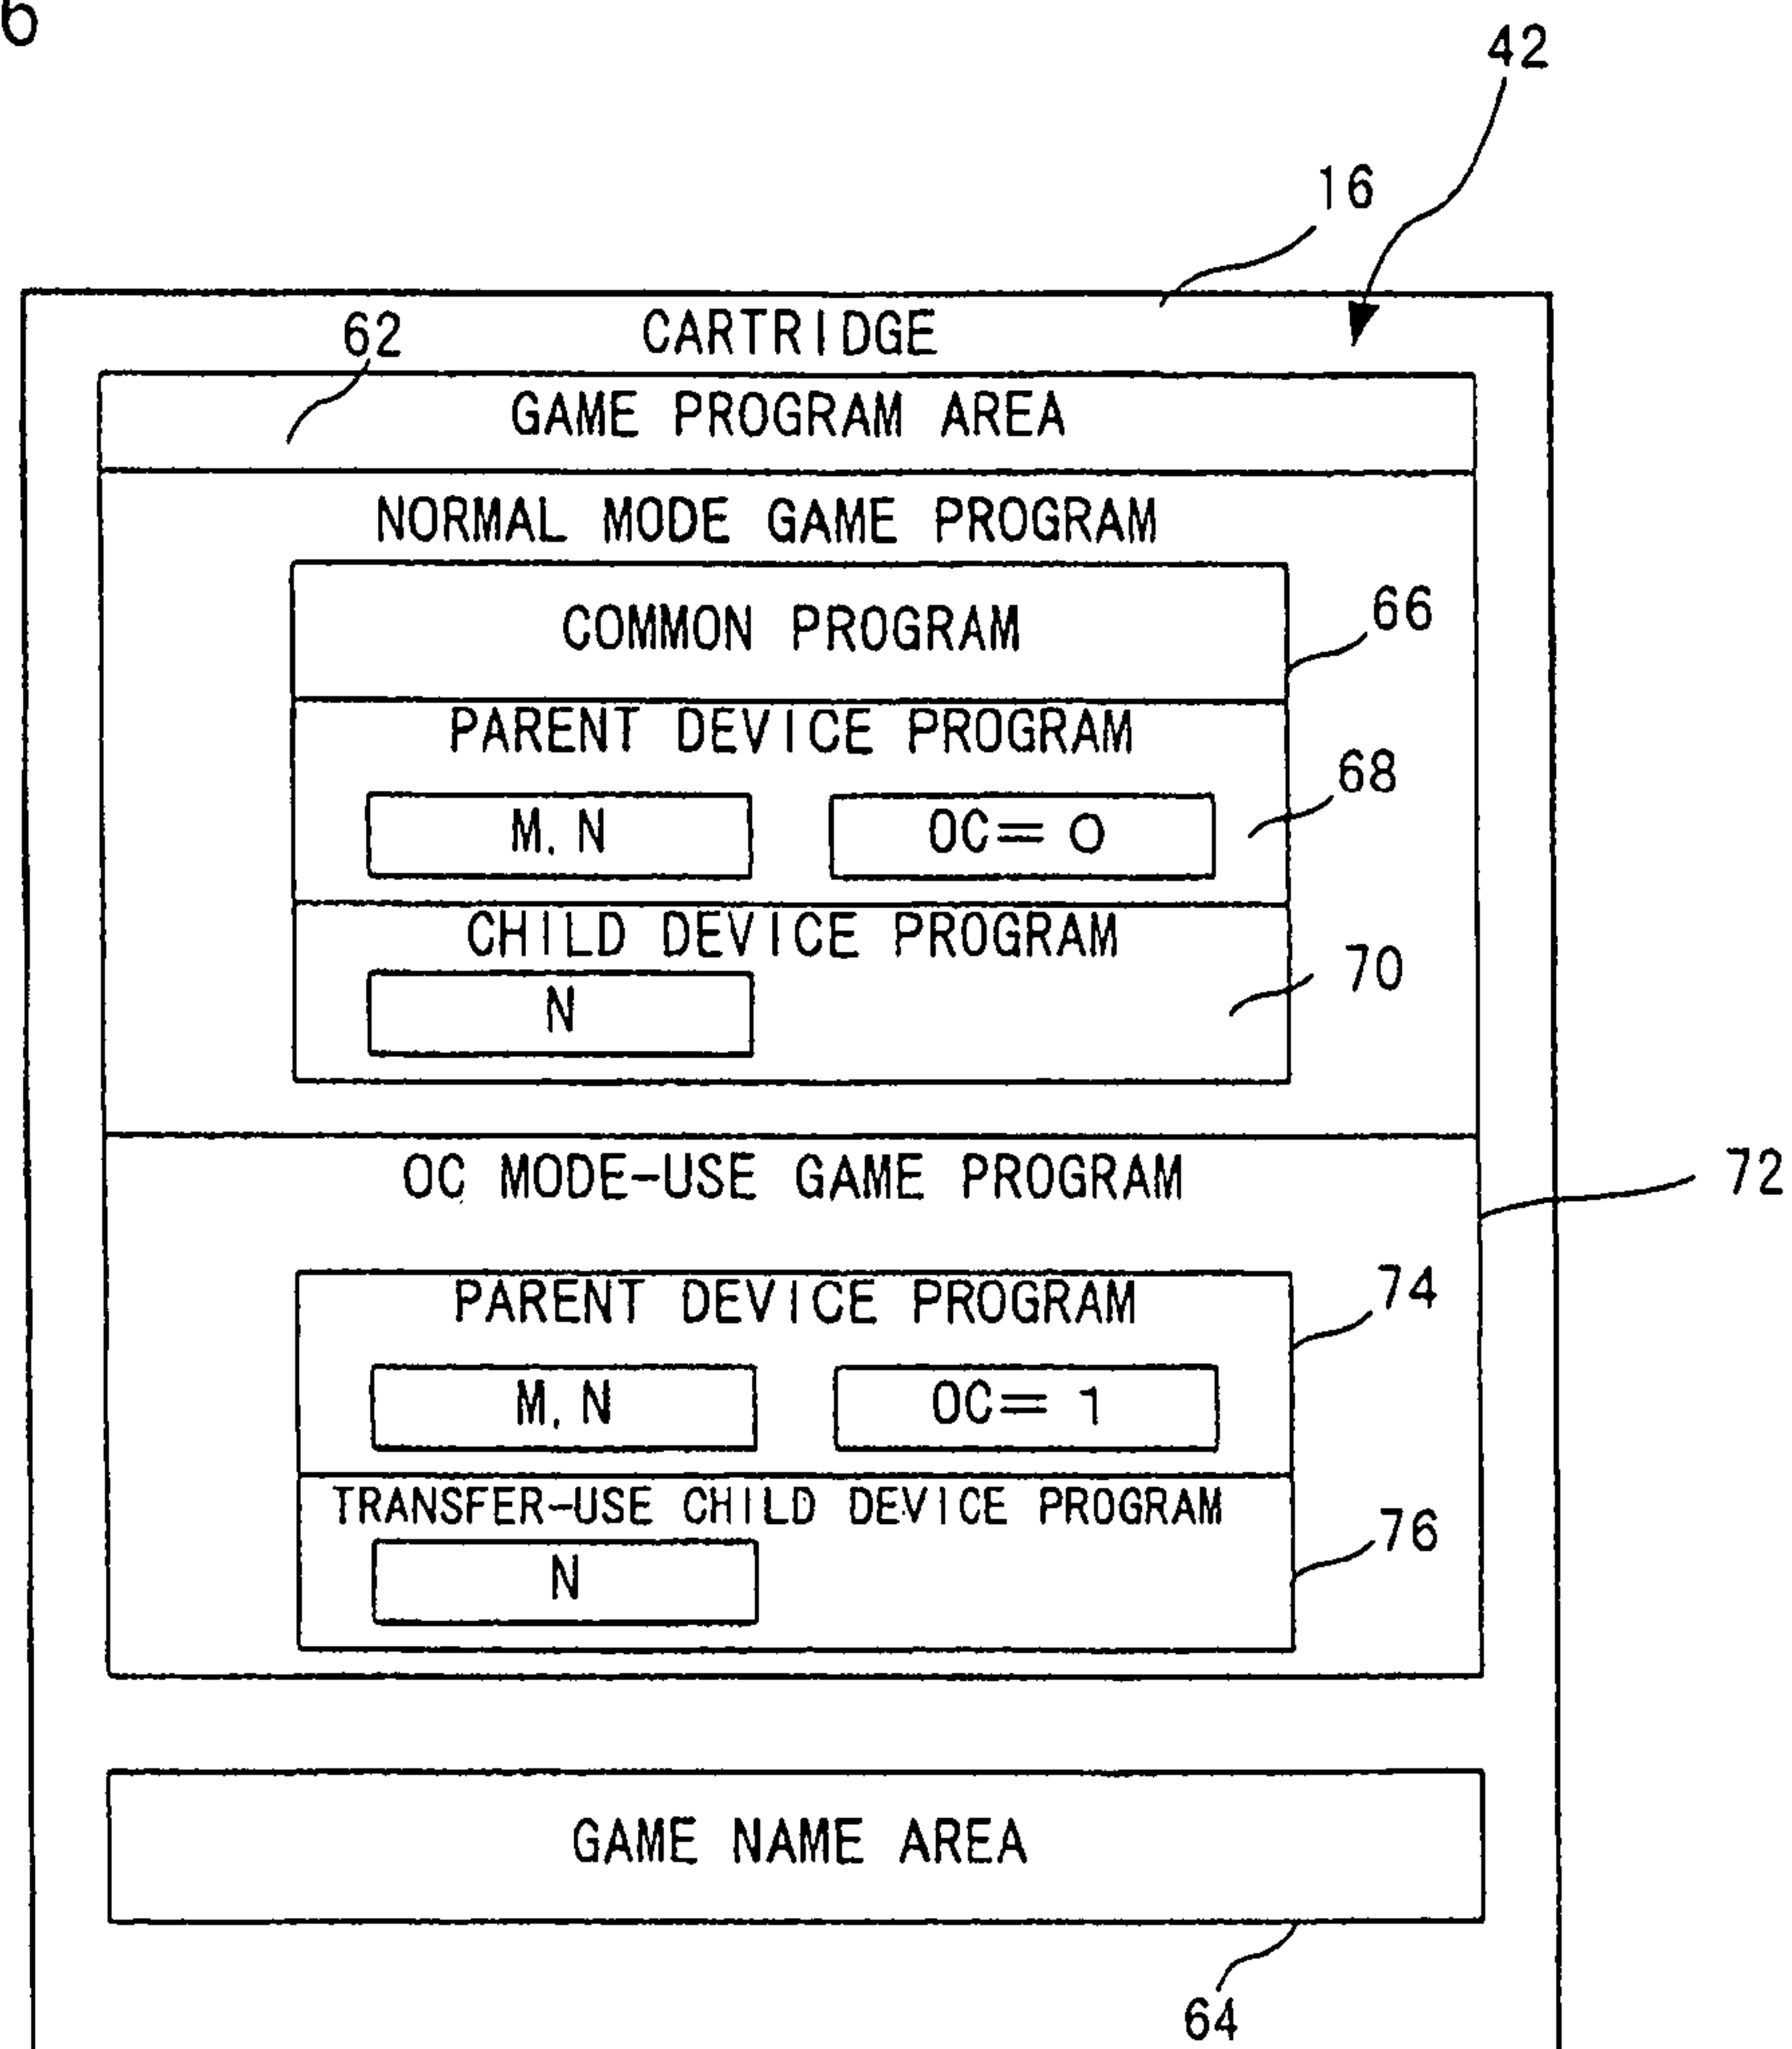 6
42
16
62
CARTRIDGE
GAME PROGRAM AREA
NORMAL MODE GAME PROGRAM
COMMON PROGRAM
66
PARENT DEVICE PROGRAM
68
M, N
OC= 0
CHILD DEVICE PROGRAM
70
N
OC MODE-USE GAME PROGRAM
72
PARENT DEVICE PROGRAM
74
M, N
OC= 1
TRANSFER-USE CHILD DEVICE PROGRAM
76
N
GAME NAME AREA
64